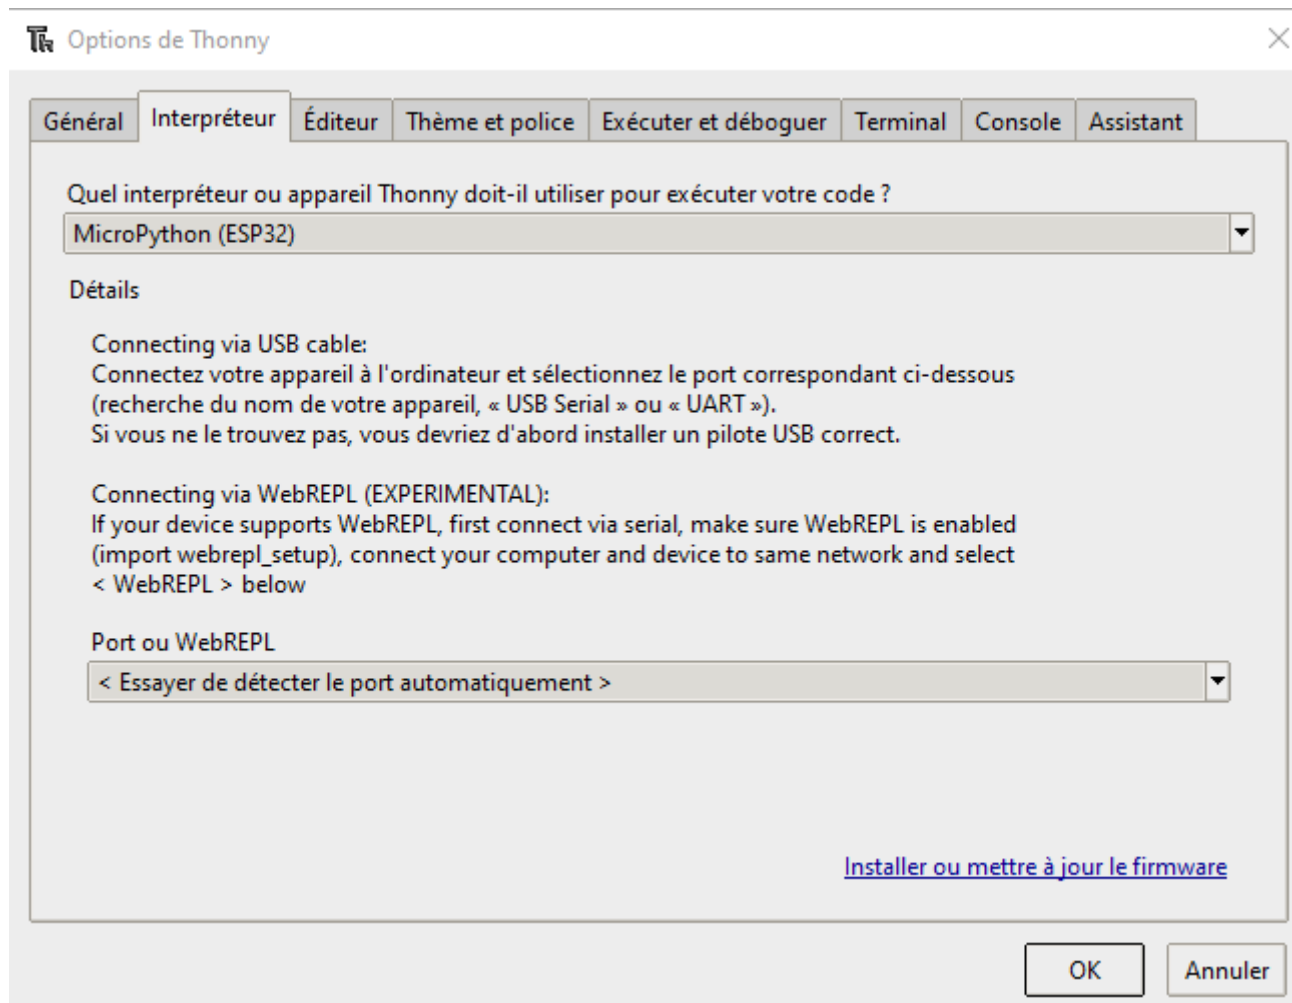 Options de Thonny
Général Interpréteur Éditeur Thème et police Exécuter et déboguer Terminal Console Assistant
Quel interpréteur ou appareil Thonny doit-il utiliser pour exécuter votre code ?
MicroPython (ESP32)
Détails
Connecting via USB cable:
Connectez votre appareil à l'ordinateur et sélectionnez le port correspondant ci-dessous
(recherche du nom de votre appareil, « USB Serial » ou « UART »).
Si vous ne le trouvez pas, vous devriez d'abord installer un pilote USB correct.
Connecting via WebREPL (EXPERIMENTAL):
If your device supports WebREPL, first connect via serial, make sure WebREPL is enabled
(import webrepl_setup), connect your computer and device to same network and select
< WebREPL > below
Port ou WebREPL
< Essayer de détecter le port automatiquement >
Installer ou mettre à jour le firmware
OK Annuler